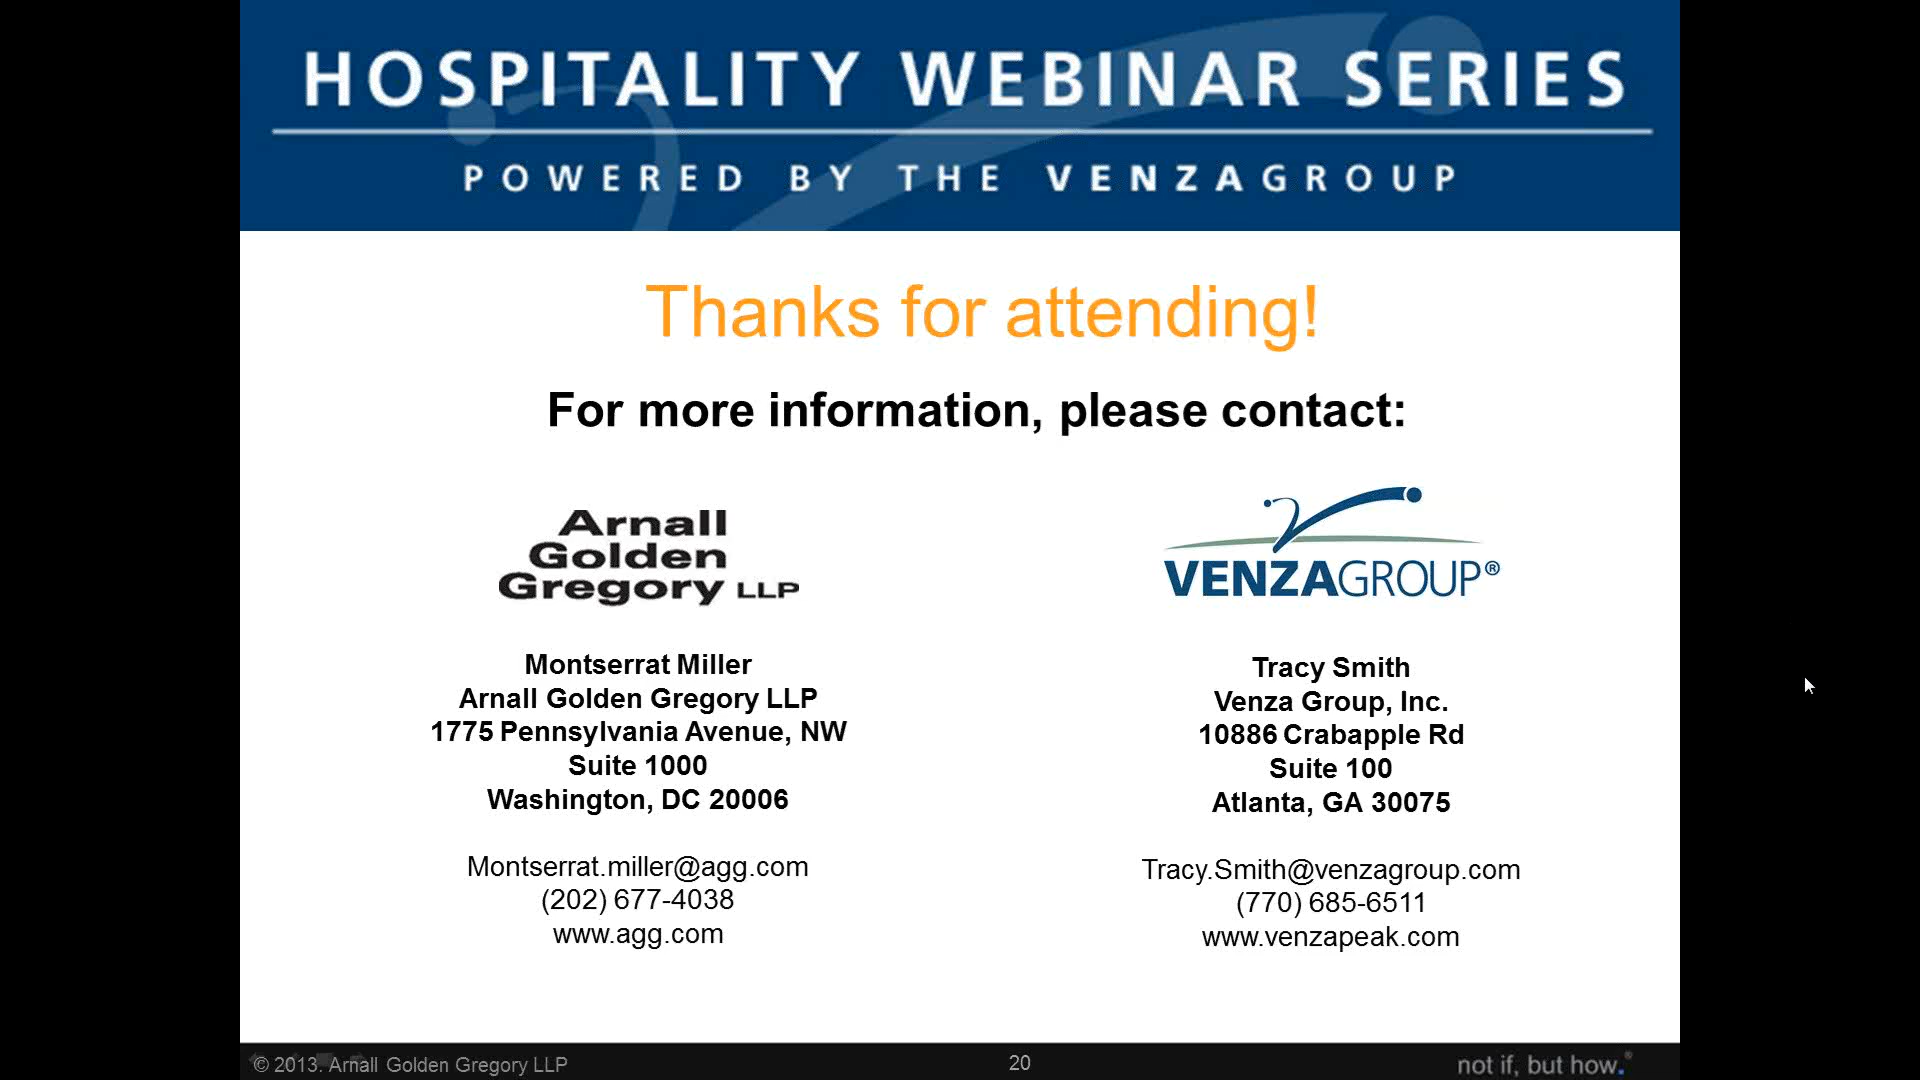 HOSPITALITY WEBINAR SERIES
POWERED BY THE VENZAGROUP
Thanks for attending!
For more information, please contact:
Arnall
Golden
Gregory LLP
Montserrat Miller
Arnall Golden Gregory LLP
1775 Pennsylvania Avenue, NW
Suite 1000
Washington, DC 20006
Montserrat.miller@agg.com
(202) 677-4038
www.agg.com
VENZAGROUP®
Tracy Smith
Venza Group, Inc.
10886 Crabapple Rd
Suite 100
Atlanta, GA 30075
Tracy.Smith@venzagroup.com
(770) 685-6511
www.venzapeak.com
© 2013. Arnall Golden Gregory LLP
20
not if, but how.®